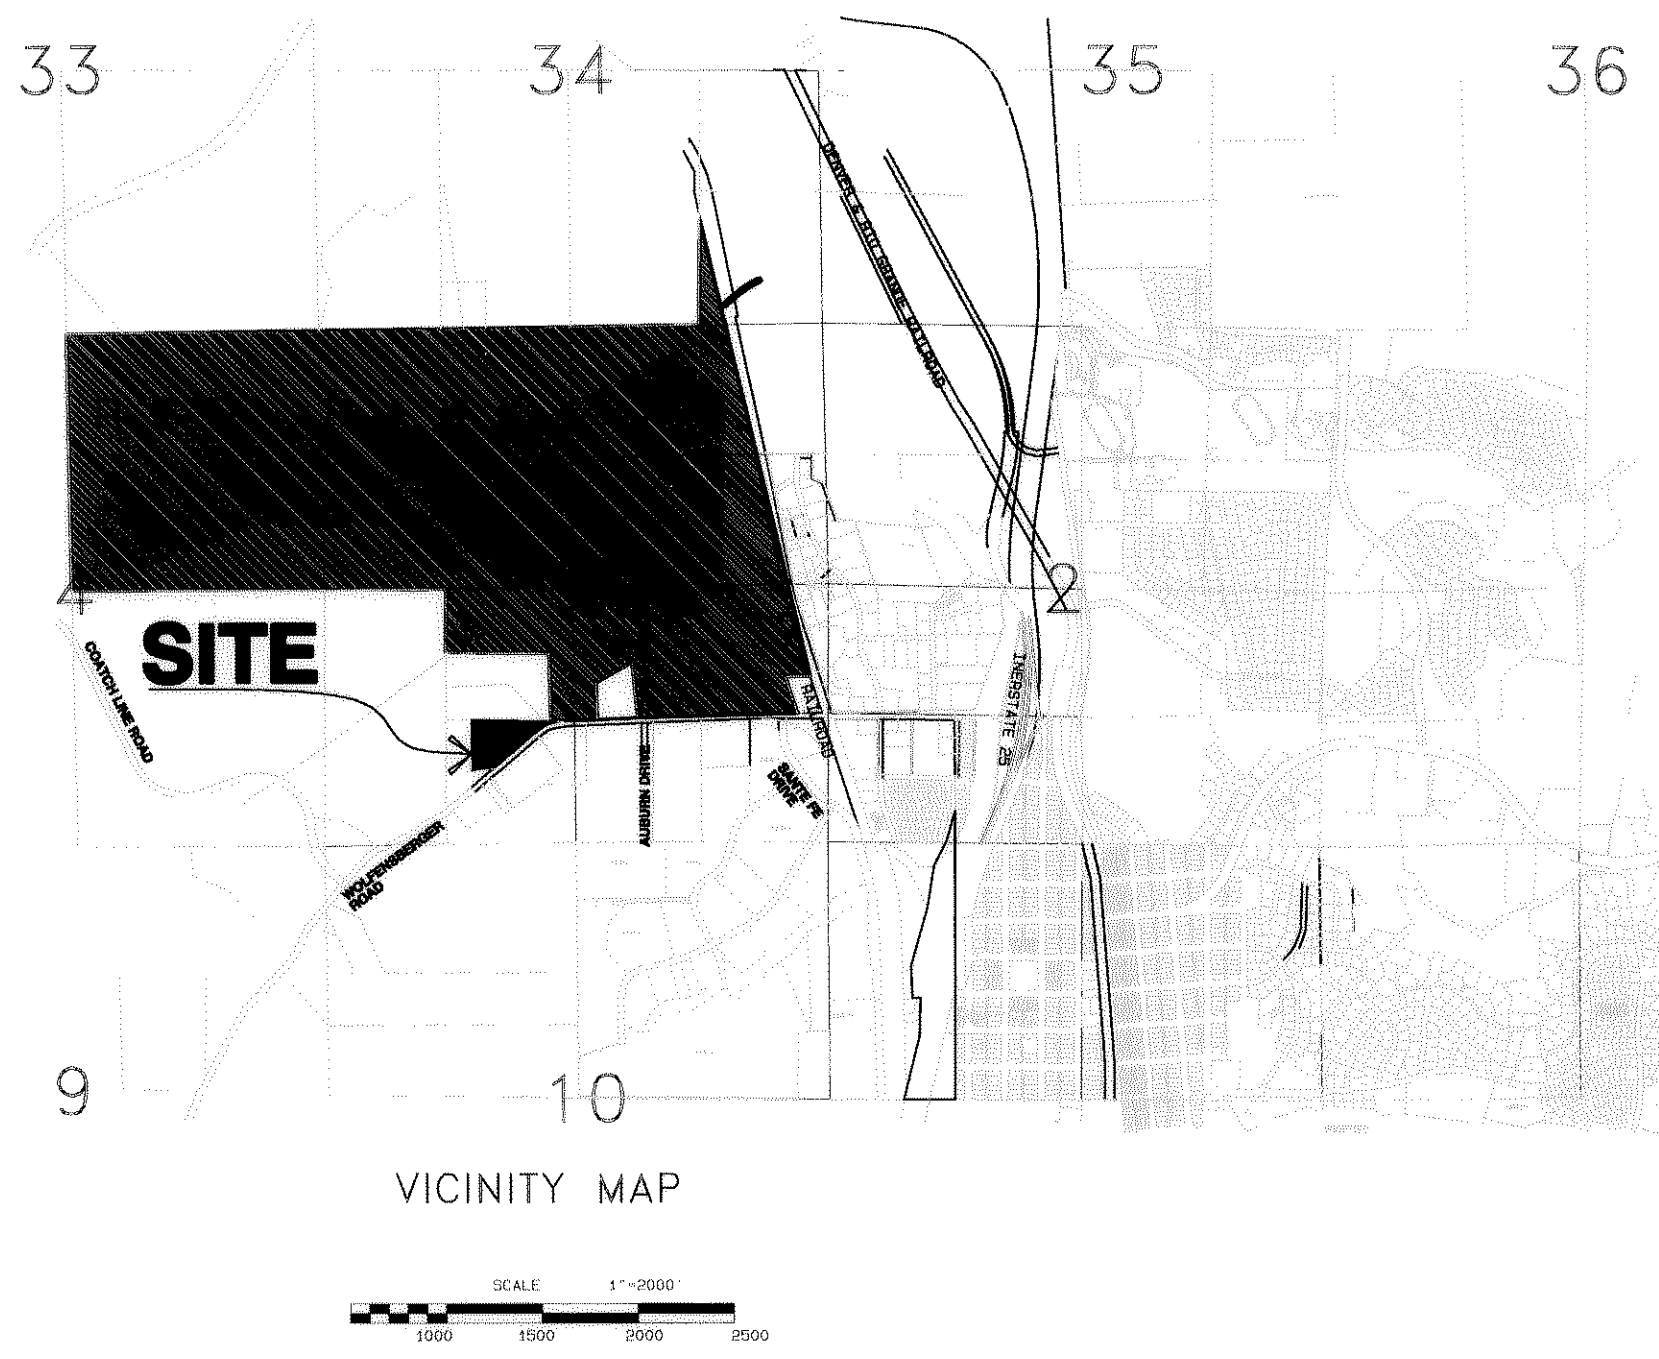 33
34
35
36
DENVER & RIO GRANDE RAILROAD
4
2
SITE
COATCH LINE ROAD
INERSTATE 25
RAILROAD
AUBURN DRIVE
SANTE FE
DRIVE
WOLFENSBERGER
ROAD
9
10
VICINITY MAP
SCALE 1"=2000'
1000 1500 2000 2500